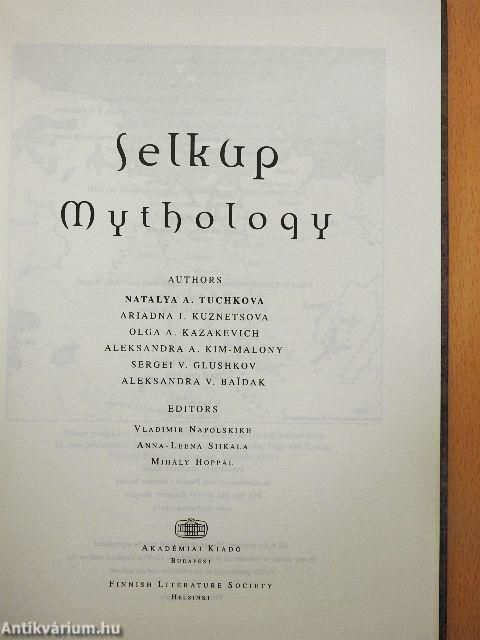 Selkup
Mythology
AUTHORS
NATALYA A. TUCHKOVA
ARIADNA I. KUZNETSOVA
OLGA A. KAZAKEVICH
ALEKSANDRA A. KIM-MALONY
SERGEI V. GLUSHKOV
ALEKSANDRA V. BAÏDAK
EDITORS
VLADIMIR NAPOLSKIKH
ANNA-LEENA SIIKALA
MIHÁLY HOPPÁL
AKADÉMIAI KIADÓ
BUDAPEST
FINNISH LITERATURE SOCIETY
HELSINKI
Antikvárium.hu